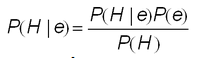 P(H | e) = P(H | e)P(e) / P(H)